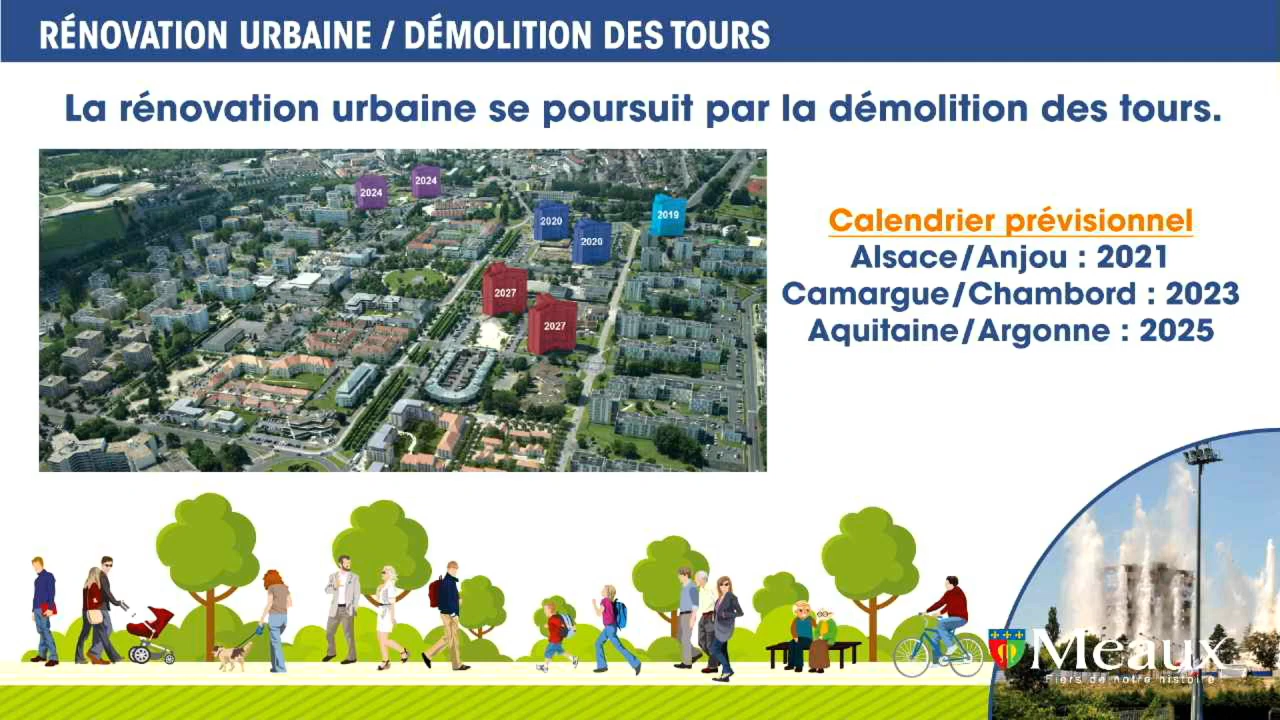 RÉNOVATION URBAINE / DÉMOLITION DES TOURS
La rénovation urbaine se poursuit par la démolition des tours.
2024
2024
2020
2020
2019
2027
2027
Calendrier prévisionnel
Alsace/Anjou : 2021
Camargue/Chambord : 2023
Aquitaine/Argonne : 2025
Meaux
Fiers de notre histoire